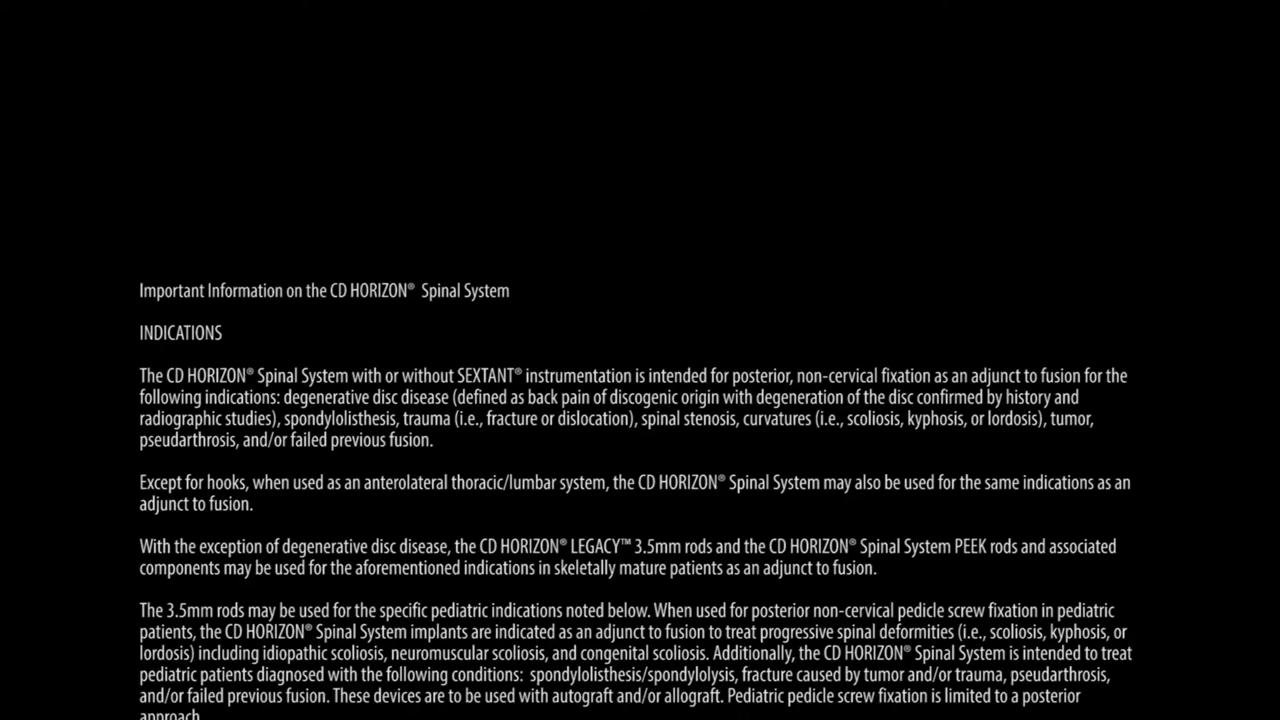 Important Information on the CD HORIZON® Spinal System
INDICATIONS
The CD HORIZON® Spinal System with or without SEXTANT® instrumentation is intended for posterior, non-cervical fixation as an adjunct to fusion for the
following indications: degenerative disc disease (defined as back pain of discogenic origin with degeneration of the disc confirmed by history and
radiographic studies), spondylolisthesis, trauma (i.e., fracture or dislocation), spinal stenosis, curvatures (i.e., scoliosis, kyphosis, or lordosis), tumor,
pseudarthrosis, and/or failed previous fusion.
Except for hooks, when used as an anterolateral thoracic/lumbar system, the CD HORIZON® Spinal System may also be used for the same indications as an
adjunct to fusion.
With the exception of degenerative disc disease, the CD HORIZON® LEGACY™ 3.5mm rods and the CD HORIZON® Spinal System PEEK rods and associated
components may be used for the aforementioned indications in skeletally mature patients as an adjunct to fusion.
The 3.5mm rods may be used for the specific pediatric indications noted below. When used for posterior non-cervical pedicle screw fixation in pediatric
patients, the CD HORIZON® Spinal System implants are indicated as an adjunct to fusion to treat progressive spinal deformities (i.e., scoliosis, kyphosis, or
lordosis) including idiopathic scoliosis, neuromuscular scoliosis, and congenital scoliosis. Additionally, the CD HORIZON® Spinal System is intended to treat
pediatric patients diagnosed with the following conditions: spondylolisthesis/spondylolysis, fracture caused by tumor and/or trauma, pseudarthrosis,
and/or failed previous fusion. These devices are to be used with autograft and/or allograft. Pediatric pedicle screw fixation is limited to a posterior
approach.